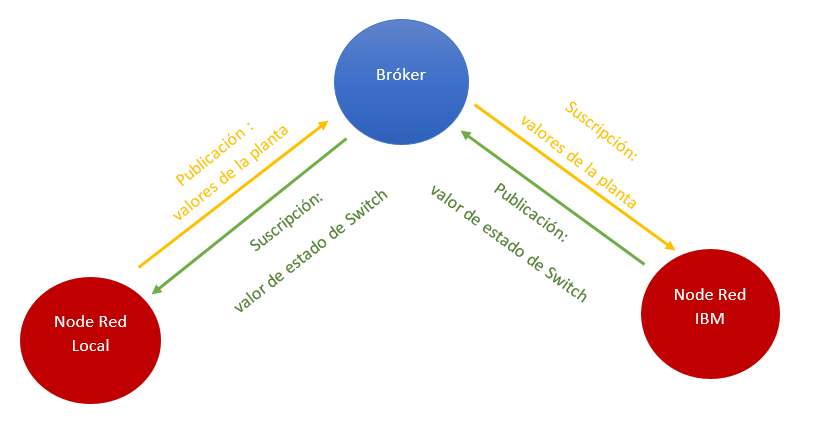 Bróker
Publicación :
valores de la planta
Suscripción:
valor de estado de Switch
Suscripción:
valores de la planta
Publicación:
valor de estado de Switch
Node Red
Local
Node Red
IBM